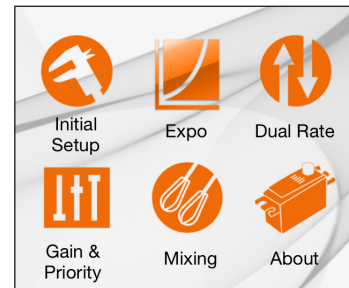 Initial
Setup
Expo
Dual Rate
Gain &
Priority
Mixing
About